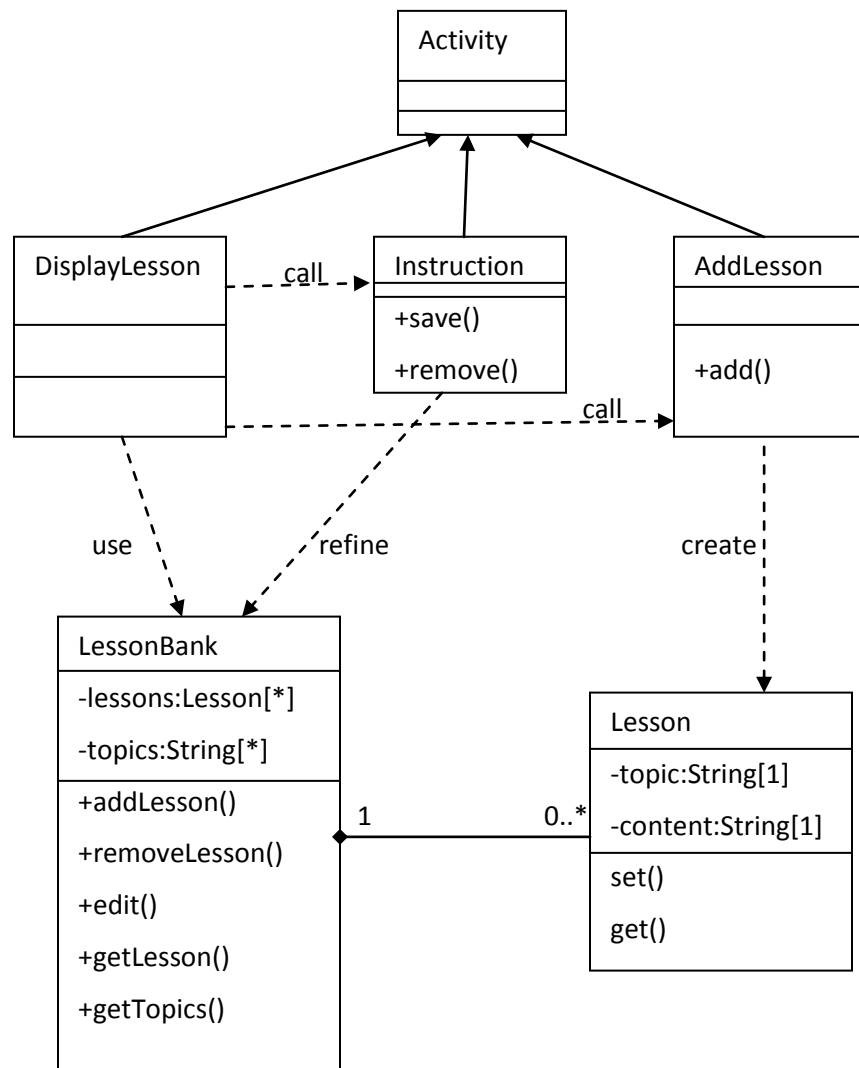 Activity
DisplayLesson
call
Instruction
+save()
+remove()
AddLesson
+add()
call
use
refine
create
LessonBank
-lessons:Lesson[*]
-topics:String[*]
+addLesson()
+removeLesson()
+edit()
+getLesson()
+getTopics()
1
0..*
Lesson
-topic:String[1]
-content:String[1]
set()
get()